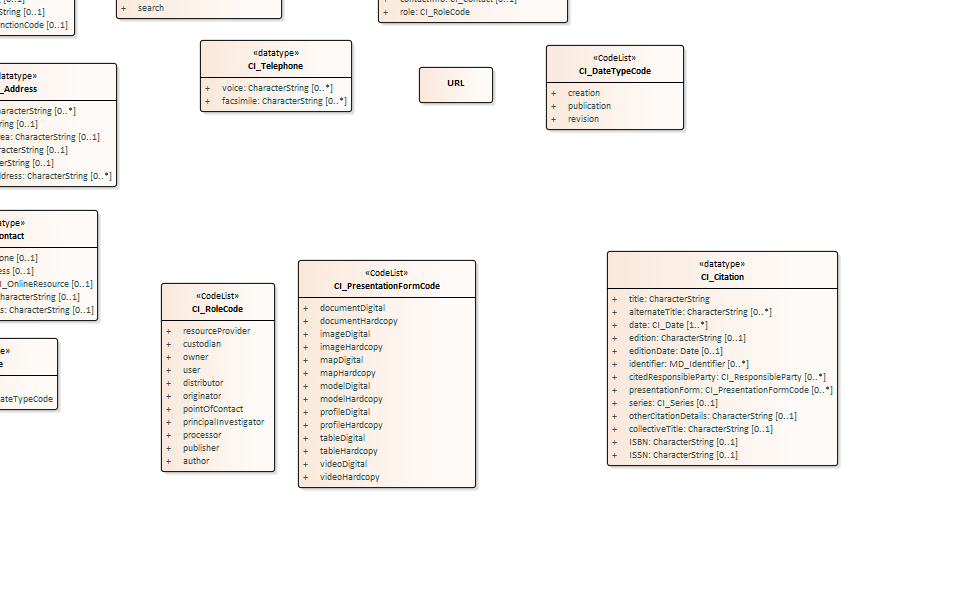 String [0..1]
nctionCode [0..1]
+ search
+ role: CI_RoleCode
«datatype»
CI_Telephone
+ voice: CharacterString [0..*]
+ facsimile: CharacterString [0..*]
URL
«CodeList»
CI_DateTypeCode
+ creation
+ publication
+ revision
datatype»
_Address
aracterString [0..*]
ring [0..1]
ea: CharacterString [0..1]
racterString [0..1]
erString [0..1]
ddress: CharacterString [0..*]
atype»
ontact
one [0..1]
ess [0..1]
I_OnlineResource [0..1]
haracterString [0..1]
s: CharacterString [0..1]
e»
e
ateTypeCode
«CodeList»
CI_RoleCode
+ resourceProvider
+ custodian
+ owner
+ user
+ distributor
+ originator
+ pointOfContact
+ principalInvestigator
+ processor
+ publisher
+ author
«CodeList»
CI_PresentationFormCode
+ documentDigital
+ documentHardcopy
+ imageDigital
+ imageHardcopy
+ mapDigital
+ mapHardcopy
+ modelDigital
+ modelHardcopy
+ profileDigital
+ profileHardcopy
+ tableDigital
+ tableHardcopy
+ videoDigital
+ videoHardcopy
«datatype»
CI_Citation
+ title: CharacterString
+ alternateTitle: CharacterString [0..*]
+ date: CI_Date [1..*]
+ edition: CharacterString [0..1]
+ editionDate: Date [0..1]
+ identifier: MD_Identifier [0..*]
+ citedResponsibleParty: CI_ResponsibleParty [0..*]
+ presentationForm: CI_PresentationFormCode [0..*]
+ series: CI_Series [0..1]
+ otherCitationDetails: CharacterString [0..1]
+ collectiveTitle: CharacterString [0..1]
+ ISBN: CharacterString [0..1]
+ ISSN: CharacterString [0..1]